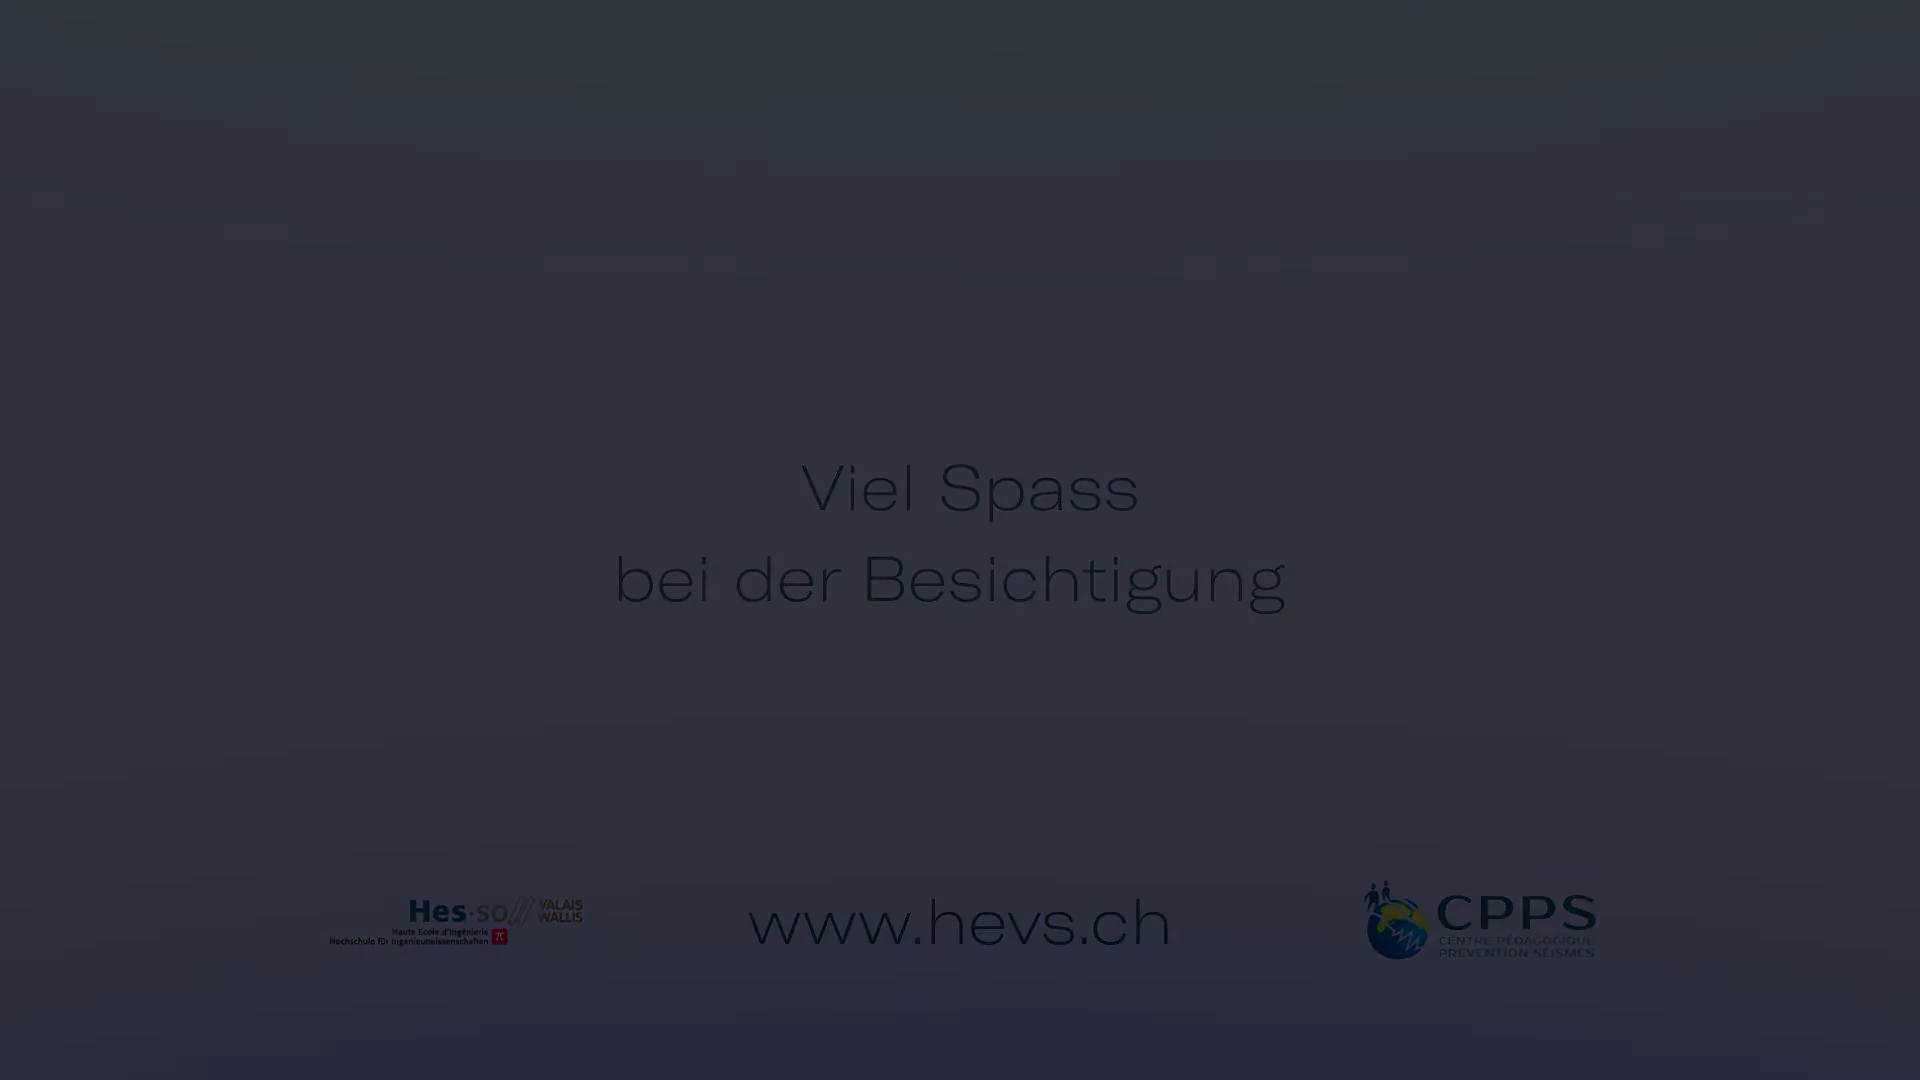 Viel Spass
bei der Besichtigung
Hes·so// VALAIS
WALLIS
Haute Ecole d'Ingénierie
Hochschule für Ingenieurwissenschaften π
www.hevs.ch
CPPS
CENTRE PÉDAGOGIQUE
PRÉVENTION SÉISMES